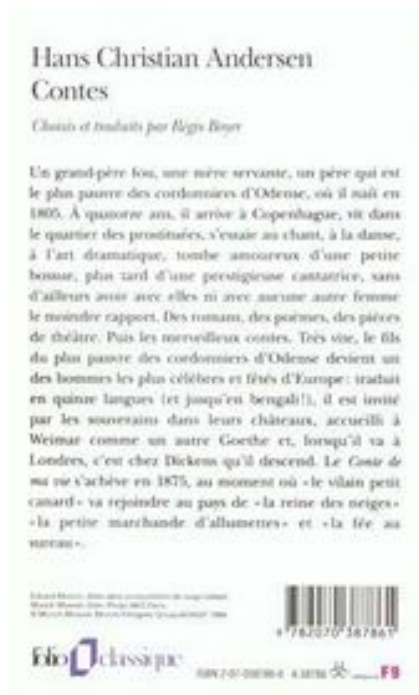 Hans Christian Andersen
Contes
Choisis et traduits par Régis Boyer
Un grand-père fou, une mère servante, un père qui est
le plus pauvre des cordonniers d'Odense, où il naît en
1805. À quatorze ans, il arrive à Copenhague, vit dans
le quartier des prostituées, s'essaie au chant, à la danse,
à l'art dramatique, tombe amoureux d'une petite
bossue, plus tard d'une prestigieuse cantatrice, sans
d'ailleurs avoir avec elles ni avec aucune autre femme
le moindre rapport. Des romans, des poèmes, des pièces
de théâtre. Puis les merveilleux contes. Très vite, le fils
du plus pauvre des cordonniers d'Odense devient un
des hommes les plus célèbres et fêtés d'Europe : traduit
en quinze langues (et jusqu'en bengali!), il est invité
par les souverains dans leurs châteaux, accueilli à
Weimar comme un autre Goethe et, lorsqu'il va à
Londres, c'est chez Dickens qu'il descend. Le Conte de
ma vie s'achève en 1875, au moment où « le vilain petit
canard » va rejoindre au pays de « la reine des neiges »
« la petite marchande d'allumettes » et « la fée au
sureau ».
9 782070 387861
folio classique
F9